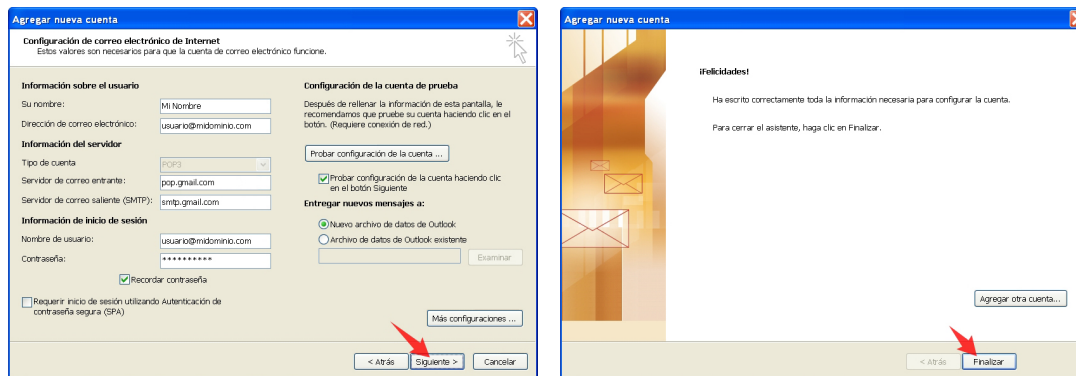 Agregar nueva cuenta
Configuración de correo electrónico de Internet
Estos valores son necesarios para que la cuenta de correo electrónico funcione.
Información sobre el usuario
Su nombre:
Mi Nombre
Dirección de correo electrónico:
usuario@midominio.com
Información del servidor
Tipo de cuenta
POP3
Servidor de correo entrante:
pop.gmail.com
Servidor de correo saliente (SMTP):
smtp.gmail.com
Información de inicio de sesión
Nombre de usuario:
usuario@midominio.com
Contraseña:
**********
Recordar contraseña
Requerir inicio de sesión utilizando Autenticación de
contraseña segura (SPA)
Configuración de la cuenta de prueba
Después de rellenar la información de esta pantalla, le
recomendamos que pruebe su cuenta haciendo clic en el
botón. (Requiere conexión de red.)
Probar configuración de la cuenta ...
Probar configuración de la cuenta haciendo clic
en el botón Siguiente
Entregar nuevos mensajes a:
Nuevo archivo de datos de Outlook
Archivo de datos de Outlook existente
Examinar
Más configuraciones ...
< Atrás
Siguiente >
Cancelar
Agregar nueva cuenta
¡Felicidades!
Ha escrito correctamente toda la información necesaria para configurar la cuenta.
Para cerrar el asistente, haga clic en Finalizar.
Agregar otra cuenta...
< Atrás
Finalizar